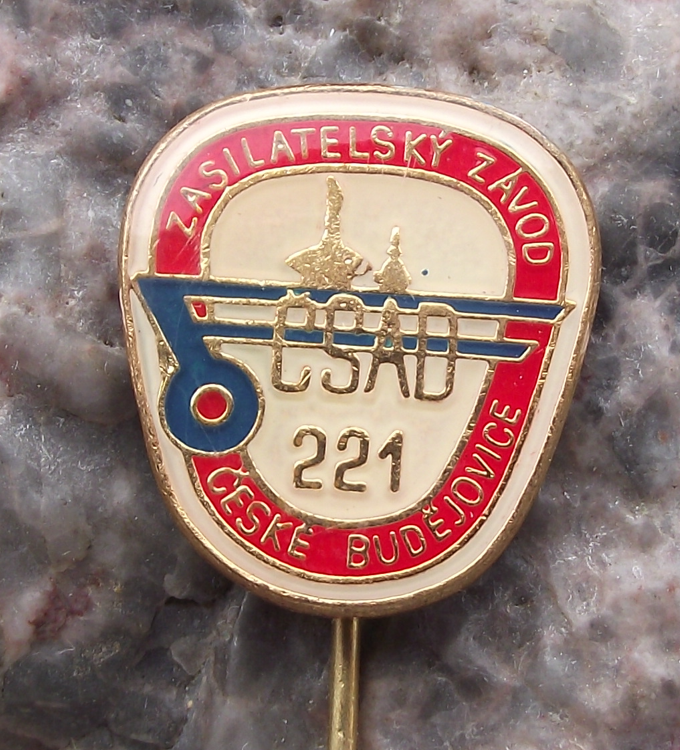 ZASILATELSKÝ ZÁVOD
ČSAD
221
ČESKÉ BUDĚJOVICE